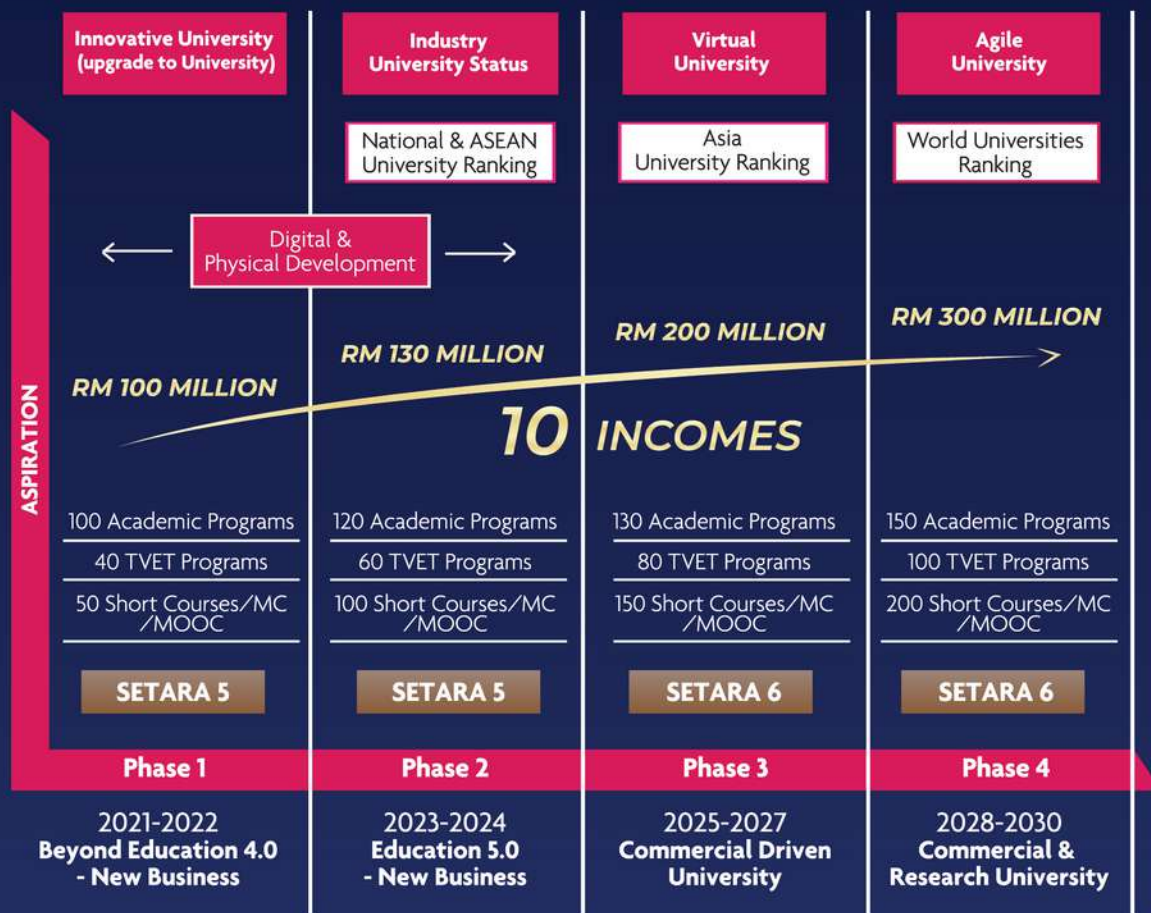 Innovative University
(upgrade to University)
Industry
University Status
Virtual
University
Agile
University
National & ASEAN
University Ranking
Asia
University Ranking
World Universities
Ranking
Digital &
Physical Development
ASPIRATION
RM 100 MILLION
RM 130 MILLION
RM 200 MILLION
RM 300 MILLION
10 INCOMES
100 Academic Programs
40 TVET Programs
50 Short Courses/MC
/MOOC
SETARA 5
120 Academic Programs
60 TVET Programs
100 Short Courses/MC
/MOOC
SETARA 5
130 Academic Programs
80 TVET Programs
150 Short Courses/MC
/MOOC
SETARA 6
150 Academic Programs
100 TVET Programs
200 Short Courses/MC
/MOOC
SETARA 6
Phase 1
2021-2022
Beyond Education 4.0
- New Business
Phase 2
2023-2024
Education 5.0
- New Business
Phase 3
2025-2027
Commercial Driven
University
Phase 4
2028-2030
Commercial &
Research University